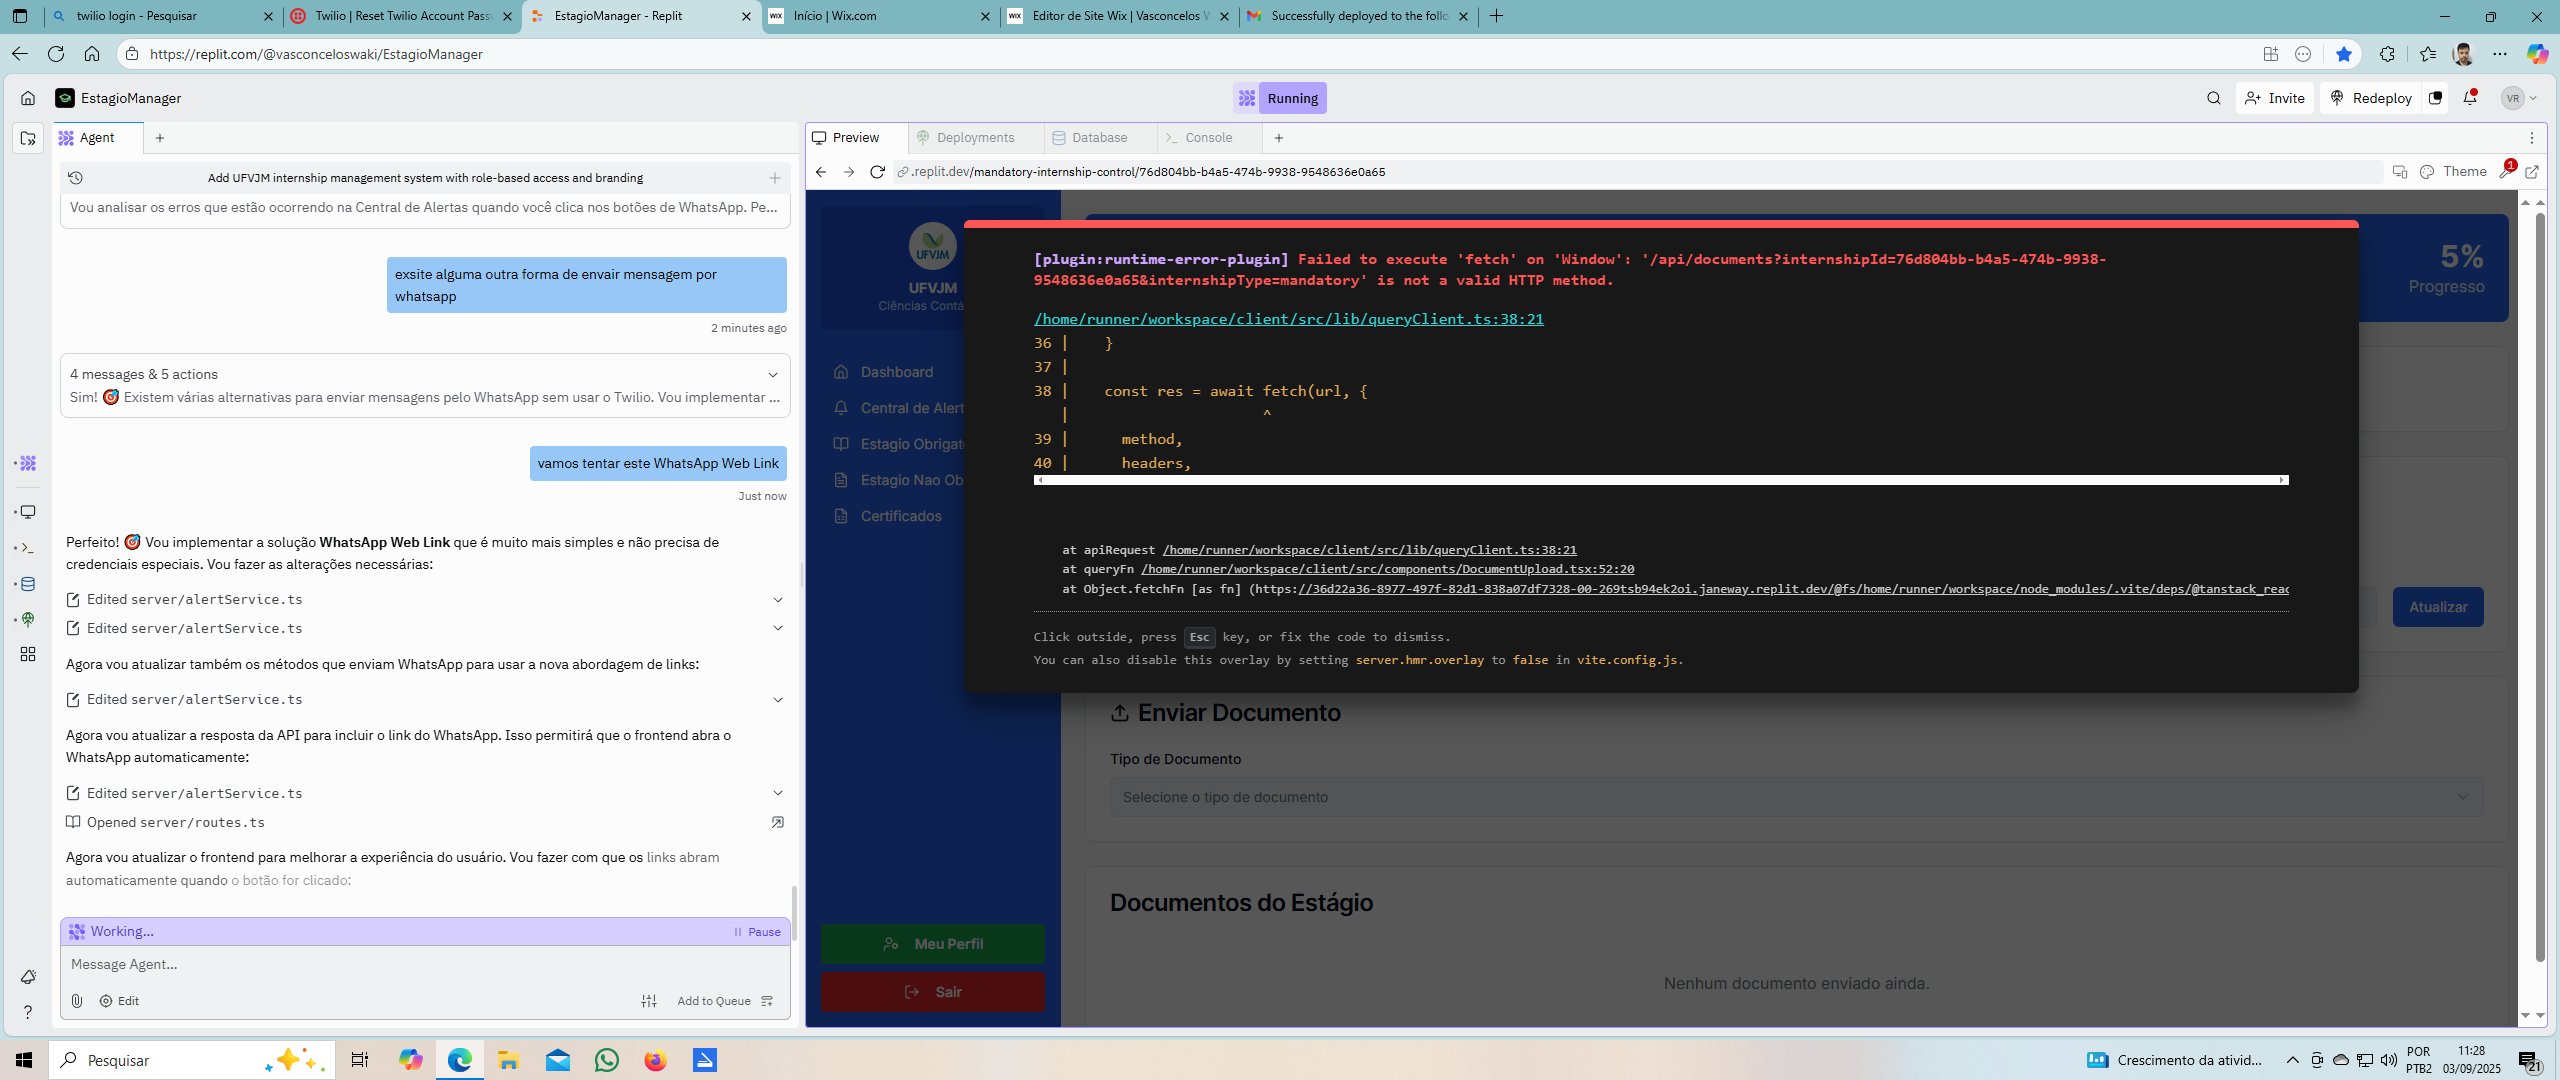 twilio login - Pesquisar
Twilio | Reset Twilio Account Pass
EstagioManager - Replit
WIX
Início | Wix.com
WIX
Editor de Site Wix | Vasconcelos W
Successfully deployed to the follo
https://replit.com/@vasconceloswaki/EstagioManager
EstagioManager
Running
Invite
Redeploy
VR
Agent
Preview
Deployments
Database
Console
.replit.dev/mandatory-internship-control/76d804bb-b4a5-474b-9938-9548636e0a65
Theme
1
Add UFVJM internship management system with role-based access and branding
Vou analisar os erros que estão ocorrendo na Central de Alertas quando você clica nos botões de WhatsApp. Pe...
exsite alguma outra forma de envair mensagem por
whatsapp
2 minutes ago
4 messages & 5 actions
Sim! 🎯 Existem várias alternativas para enviar mensagens pelo WhatsApp sem usar o Twilio. Vou implementar ...
vamos tentar este WhatsApp Web Link
Just now
Perfeito! 🎯 Vou implementar a solução WhatsApp Web Link que é muito mais simples e não precisa de
credenciais especiais. Vou fazer as alterações necessárias:
Edited server/alertService.ts
Edited server/alertService.ts
Agora vou atualizar também os métodos que enviam WhatsApp para usar a nova abordagem de links:
Edited server/alertService.ts
Agora vou atualizar a resposta da API para incluir o link do WhatsApp. Isso permitirá que o frontend abra o
WhatsApp automaticamente:
Edited server/alertService.ts
Opened server/routes.ts
Agora vou atualizar o frontend para melhorar a experiência do usuário. Vou fazer com que os links abram
automaticamente quando o botão for clicado:
Working...
Pause
Message Agent...
Edit
Add to Queue
UFVJM
UFVJM
Ciências Contá
Dashboard
Central de Alert
Estagio Obrigat
Estagio Nao Ob
Certificados
Meu Perfil
Sair
5%
Progresso
[plugin:runtime-error-plugin] Failed to execute 'fetch' on 'Window': '/api/documents?internshipId=76d804bb-b4a5-474b-9938-
9548636e0a65&internshipType=mandatory' is not a valid HTTP method.
/home/runner/workspace/client/src/lib/queryClient.ts:38:21
36 | }
37 |
38 | const res = await fetch(url, {
| ^
39 | method,
40 | headers,
at apiRequest /home/runner/workspace/client/src/lib/queryClient.ts:38:21
at queryFn /home/runner/workspace/client/src/components/DocumentUpload.tsx:52:20
at Object.fetchFn [as fn] (https://36d22a36-8977-497f-82d1-838a07df7328-00-269tsb94ek2oi.janeway.replit.dev/@fs/home/runner/workspace/node_modules/.vite/deps/@tanstack_reac
Click outside, press Esc key, or fix the code to dismiss.
You can also disable this overlay by setting server.hmr.overlay to false in vite.config.js.
Atualizar
Enviar Documento
Tipo de Documento
Selecione o tipo de documento
Documentos do Estágio
Nenhum documento enviado ainda.
Pesquisar
Crescimento da ativid...
POR
PTB2
11:28
03/09/2025
21